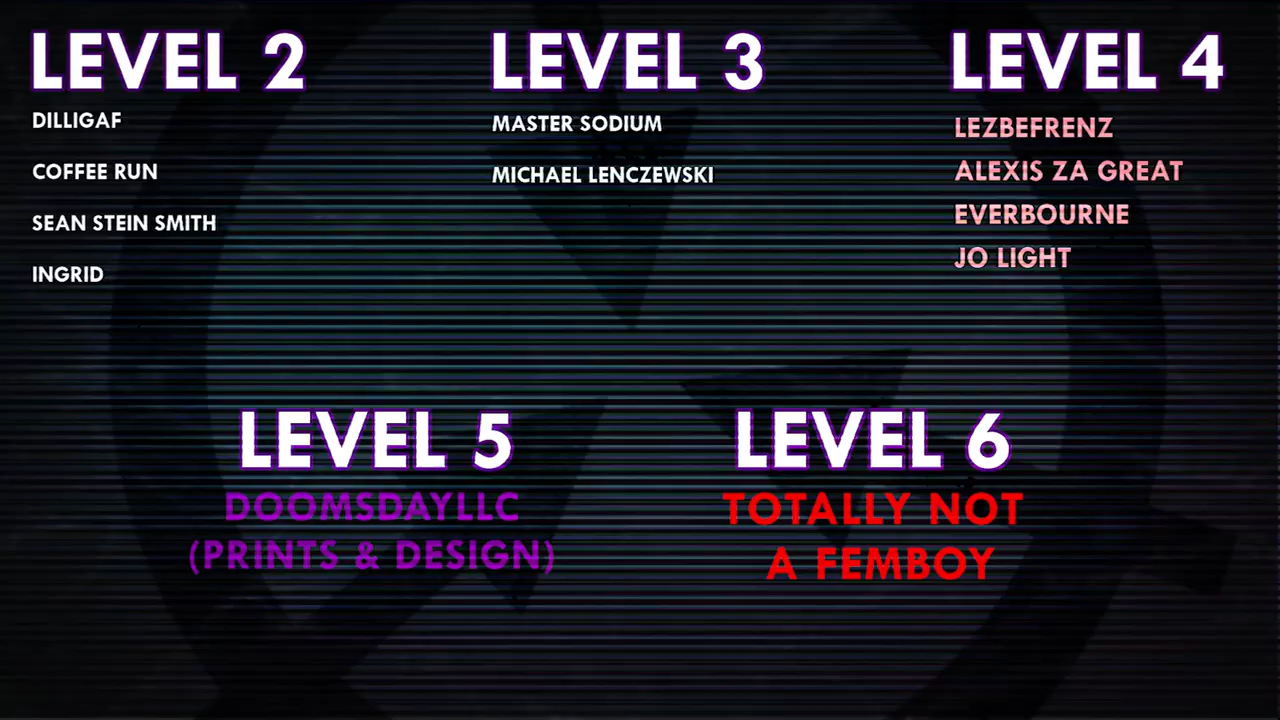 LEVEL 2
DILLIGAF
COFFEE RUN
SEAN STEIN SMITH
INGRID
LEVEL 3
MASTER SODIUM
MICHAEL LENCZEWSKI
LEVEL 4
LEZBEFRENZ
ALEXIS ZA GREAT
EVERBOURNE
JO LIGHT
LEVEL 5
DOOMSDAYLLC
(PRINTS & DESIGN)
LEVEL 6
TOTALLY NOT
A FEMBOY